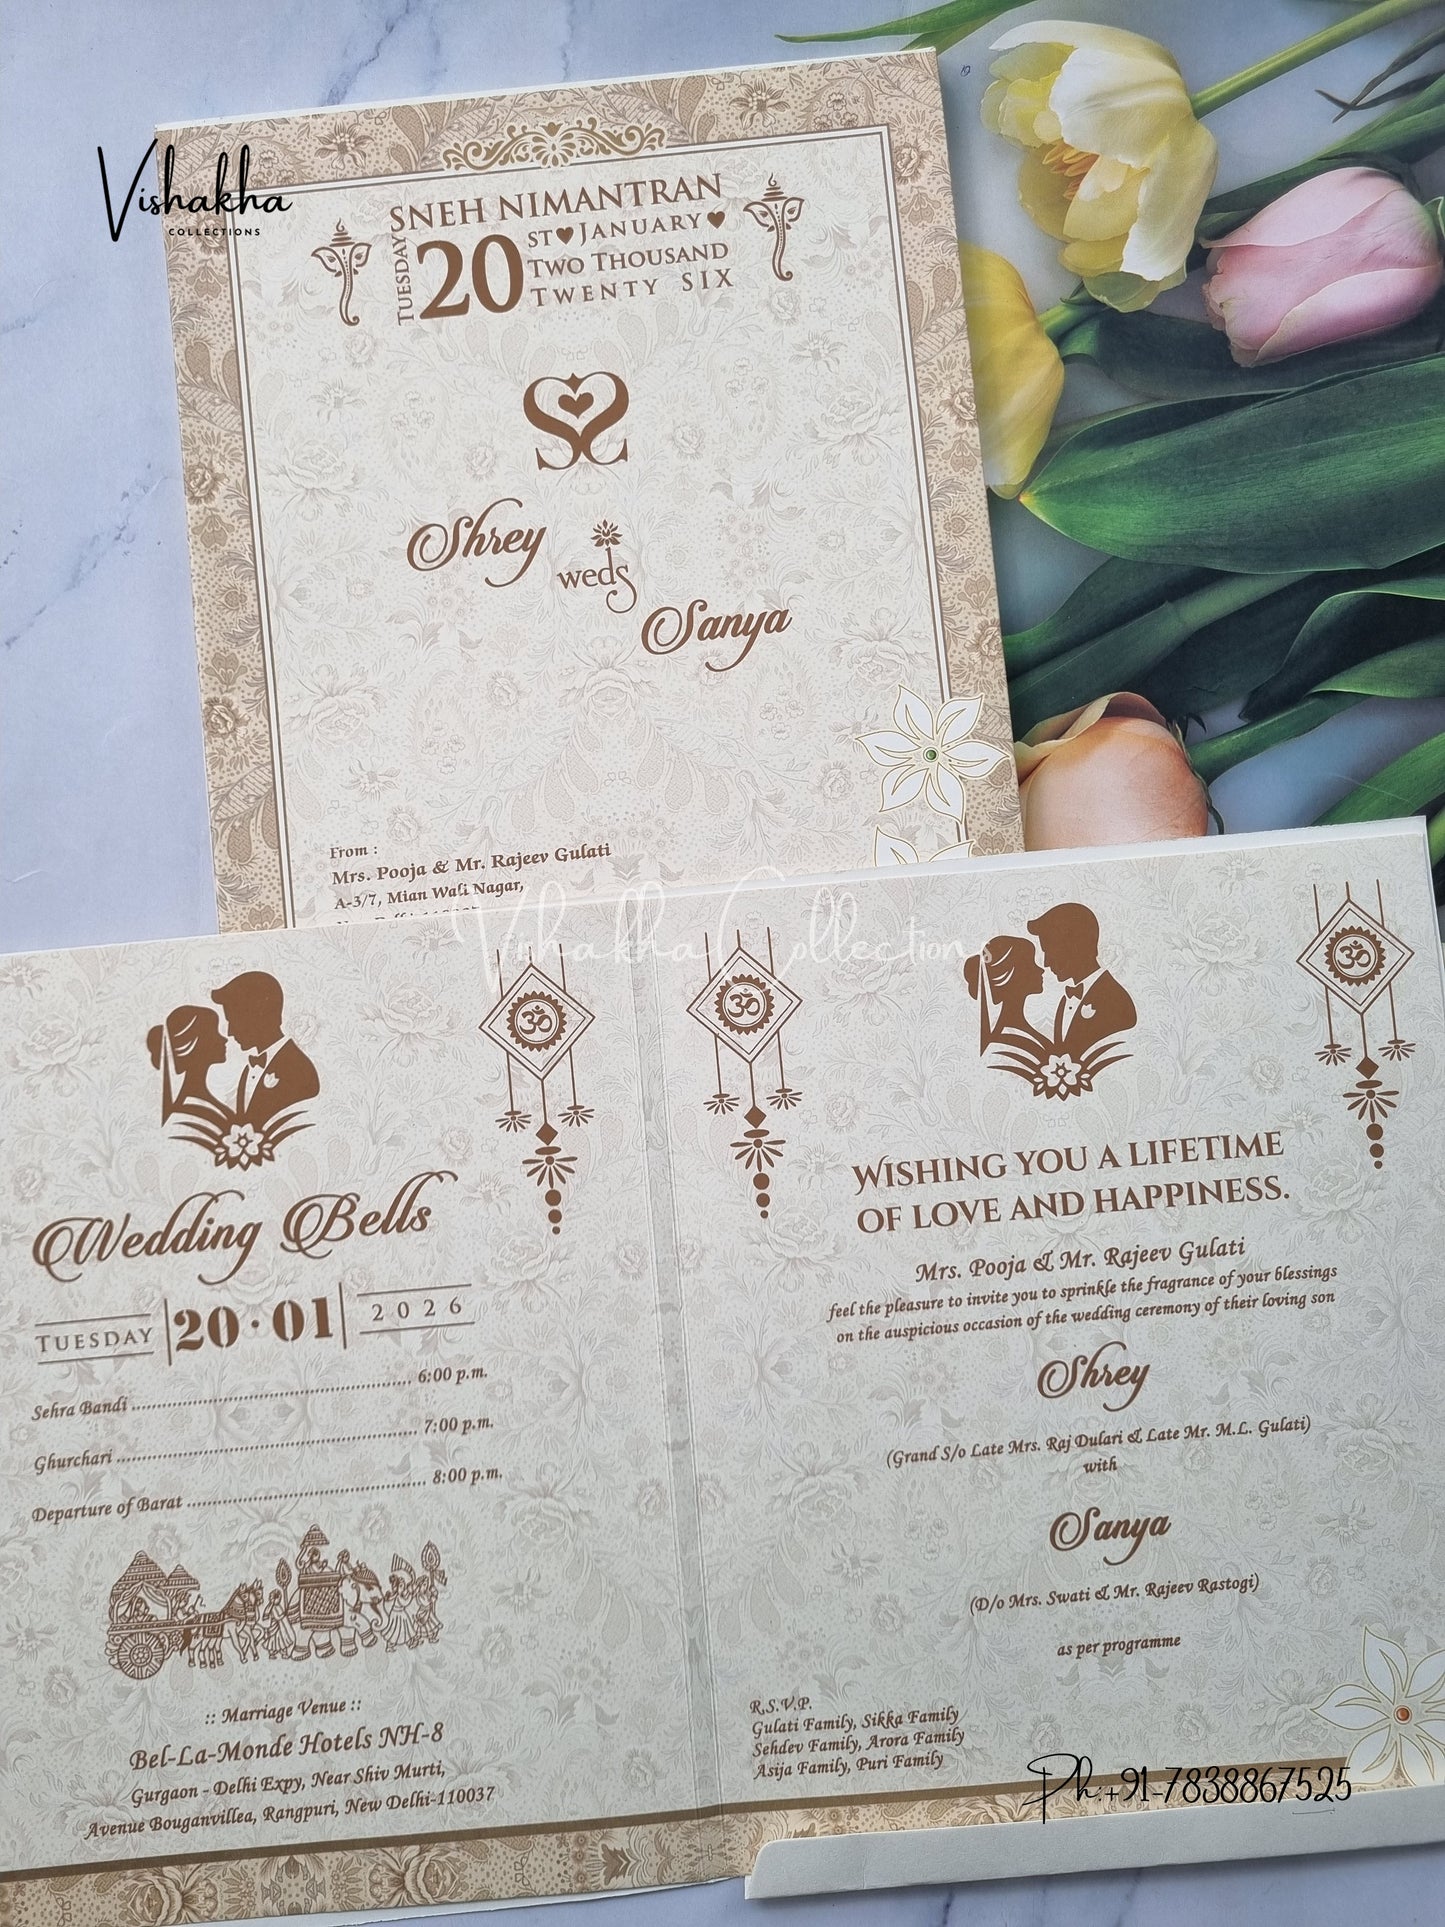 Vishakha
COLLECTIONS
SNEH NIMANTRAN
TUESDAY
20
ST JANUARY
TWO THOUSAND
TWENTY SIX
Shrey
weds
Sanya
From :
Mrs. Pooja & Mr. Rajeev Gulati
A-3/7, Mian Wali Nagar,
Vishakha Collections
ॐ
ॐ
ॐ
Wedding Bells
TUESDAY
20·01
2026
Sehra Bandi ........................................................ 6:00 p.m.
Ghurchari ............................................................ 7:00 p.m.
Departure of Barat ................................................ 8:00 p.m.
:: Marriage Venue ::
Bel-La-Monde Hotels NH-8
Gurgaon - Delhi Expy, Near Shiv Murti,
Avenue Bouganvillea, Rangpuri, New Delhi-110037
WISHING YOU A LIFETIME
OF LOVE AND HAPPINESS.
Mrs. Pooja & Mr. Rajeev Gulati
feel the pleasure to invite you to sprinkle the fragrance of your blessings
on the auspicious occasion of the wedding ceremony of their loving son
Shrey
(Grand S/o Late Mrs. Raj Dulari & Late Mr. M.L. Gulati)
with
Sanya
(D/o Mrs. Swati & Mr. Rajeev Rastogi)
as per programme
R.S.V.P.
Gulati Family, Sikka Family
Sehdev Family, Arora Family
Asija Family, Puri Family
Ph:+91-7838867525